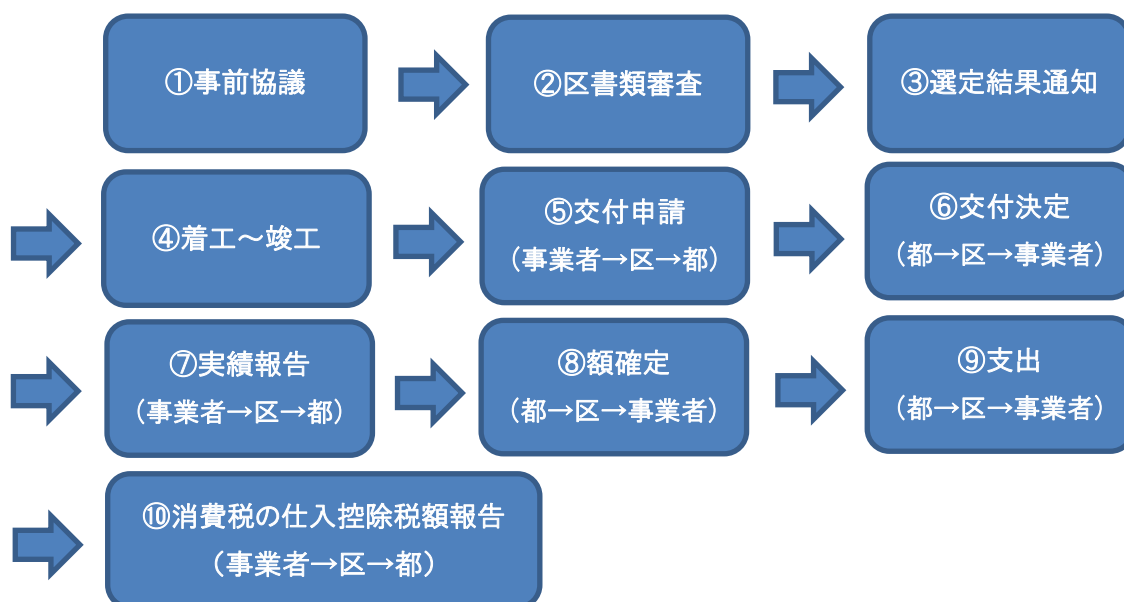 ①事前協議
②区書類審査
③選定結果通知
④着工～竣工
⑤交付申請
（事業者→区→都）
⑥交付決定
（都→区→事業者）
⑦実績報告
（事業者→区→都）
⑧額確定
（都→区→事業者）
⑨支出
（都→区→事業者）
⑩消費税の仕入控除税額報告
（事業者→区→都）